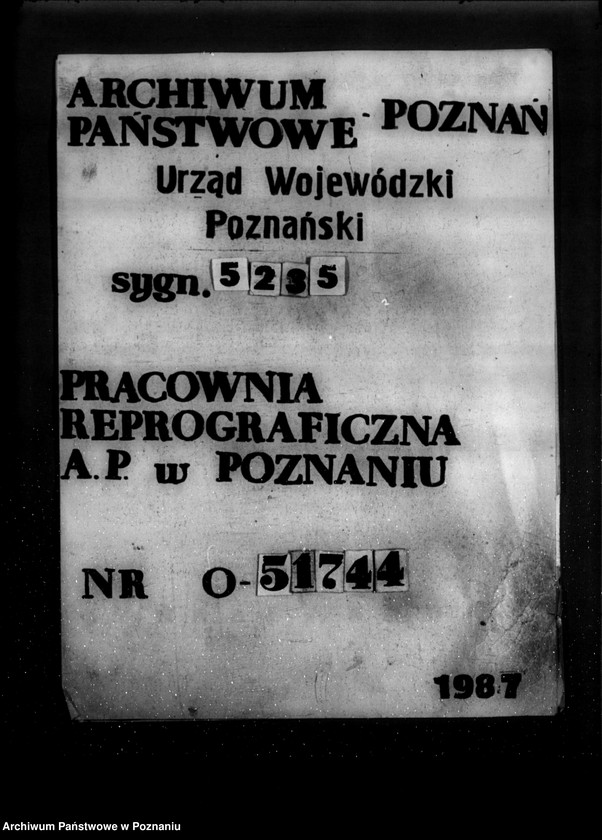 ARCHIWUM
PAŃSTWOWE - POZNAŃ
Urząd Wojewódzki
Poznański
sygn. 5235
PRACOWNIA
REPROGRAFICZNA
A.P. w POZNANIU
NR O-51744
1987
Archiwum Państwowe w Poznaniu